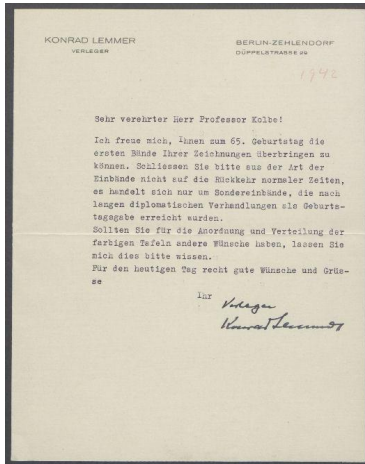 KONRAD LEMMER
VERLEGER
BERLIN-ZEHLENDORF
DÜPPELSTRASSE
1942
Sehr verehrter Herr Professor Kolbe!
Ich freue mich, Ihnen zum 65. Geburtstag die
ersten Bände Ihrer Zeichnungen überbringen zu
können. Schliessen Sie bitte aus der Art der
Einbände nicht auf die Rückkehr normaler Zeiten,
es handelt sich nur um Sondereinbände, die nach
langen diplomatischen Verhandlungen als Geburts-
tagsgabe erreicht wurden.
Sollten Sie für die Anordnung und Verteilung der
farbigen Tafeln andere Wünsche haben, lassen Sie
mich dies bitte wissen.
Für den heutigen Tag recht gute Wünsche und Grüs-
se
Ihr
Verleger
Konrad Lemmer